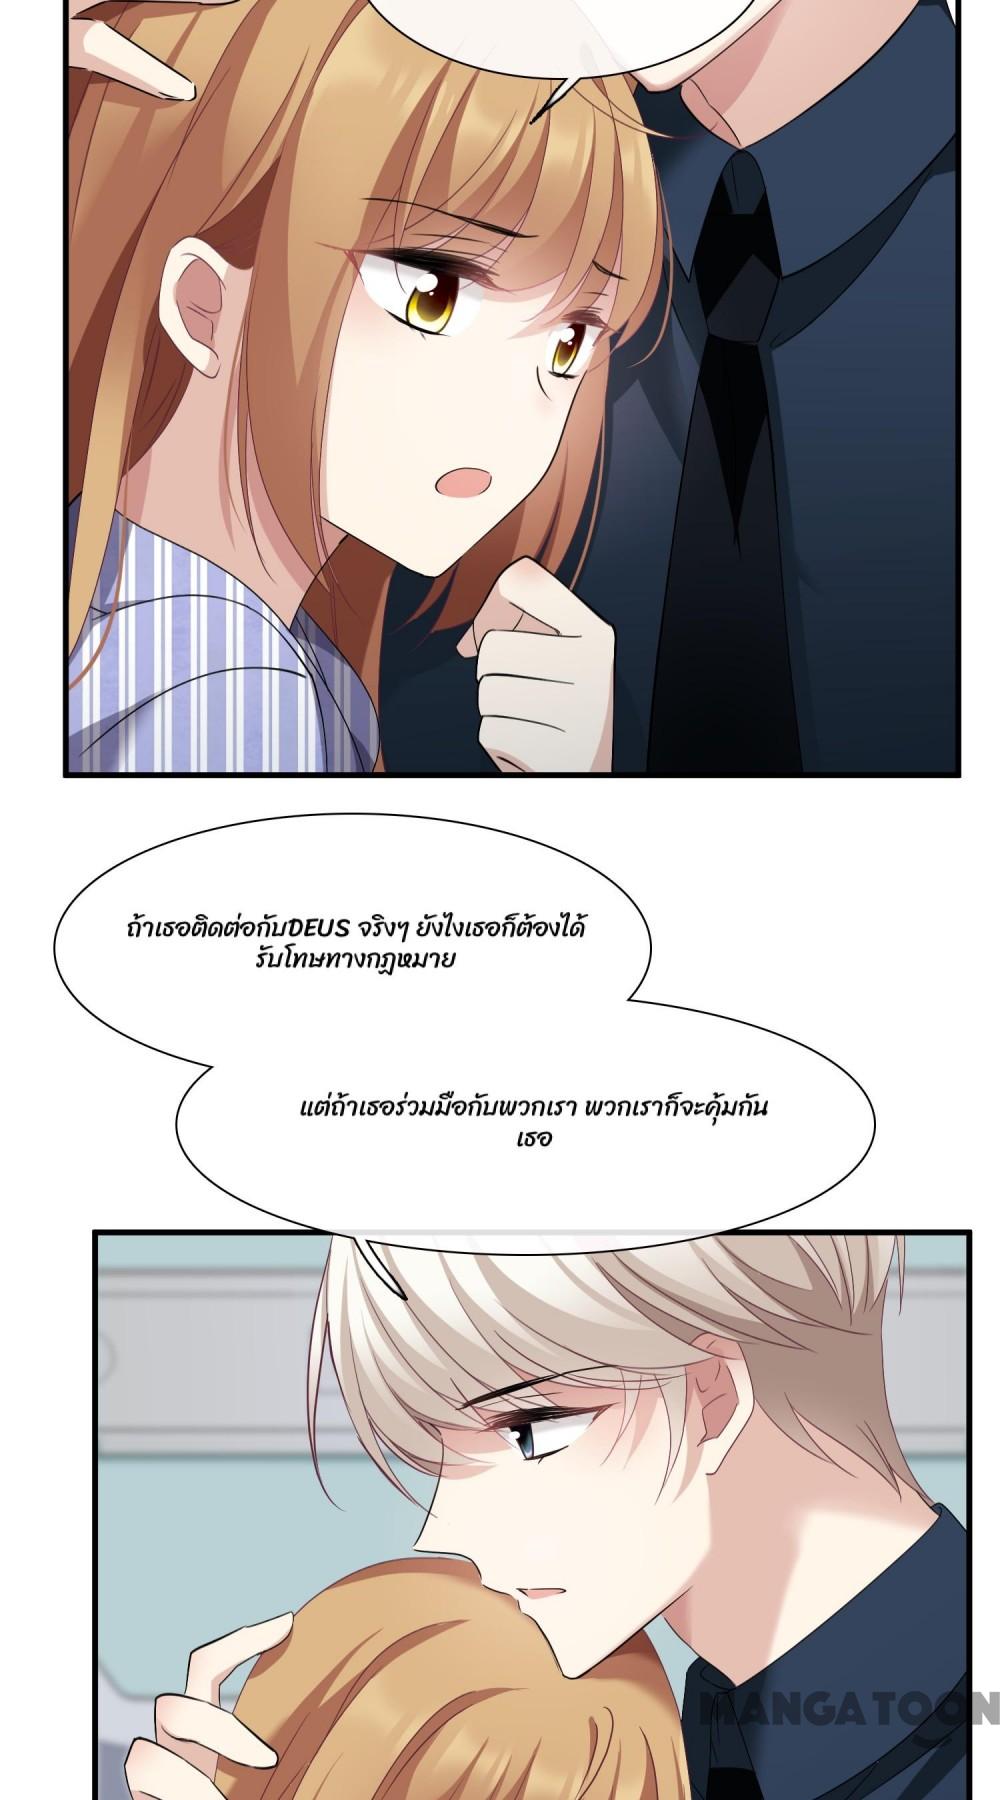 ถ้าเธอติดต่อกับDEUS จริงๆ ยังไงเธอก็ต้องได้
รับโทษทางกฎหมาย
แต่ถ้าเธอร่วมมือกับพวกเรา พวกเราก็จะคุ้มกัน
เธอ
MANGATOON